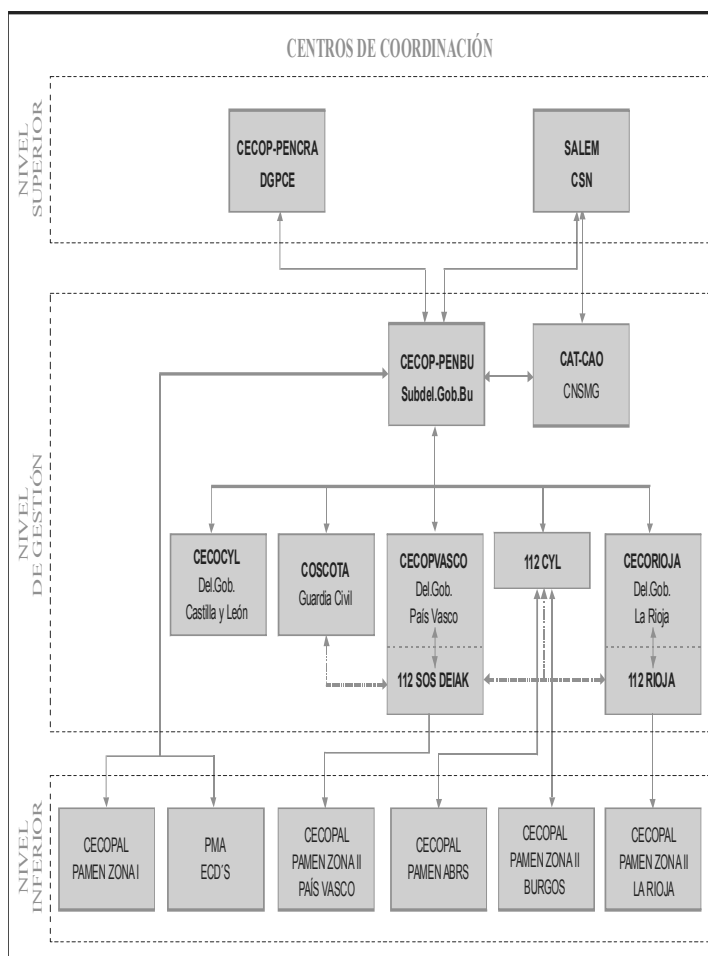 CENTROS DE COORDINACIÓN
NIVEL
SUPERIOR
CECOP-PENCRA
DGPCE
SALEM
CSN
NIVEL
DE GESTIÓN
CECOP-PENBU
Subdel.Gob.Bu
CAT-CAO
CNSMG
CECOCYL
Del.Gob.
Castilla y León
COSCOTA
Guardia Civil
CECOPVASCO
Del.Gob.
País Vasco
112 SOS DEIAK
112 CYL
CECORIOJA
Del.Gob.
La Rioja
112 RIOJA
NIVEL
INFERIOR
CECOPAL
PAMEN ZONA I
PMA
ECD´S
CECOPAL
PAMEN ZONA II
PAÍS VASCO
CECOPAL
PAMEN ABRS
CECOPAL
PAMEN ZONA II
BURGOS
CECOPAL
PAMEN ZONA II
LA RIOJA